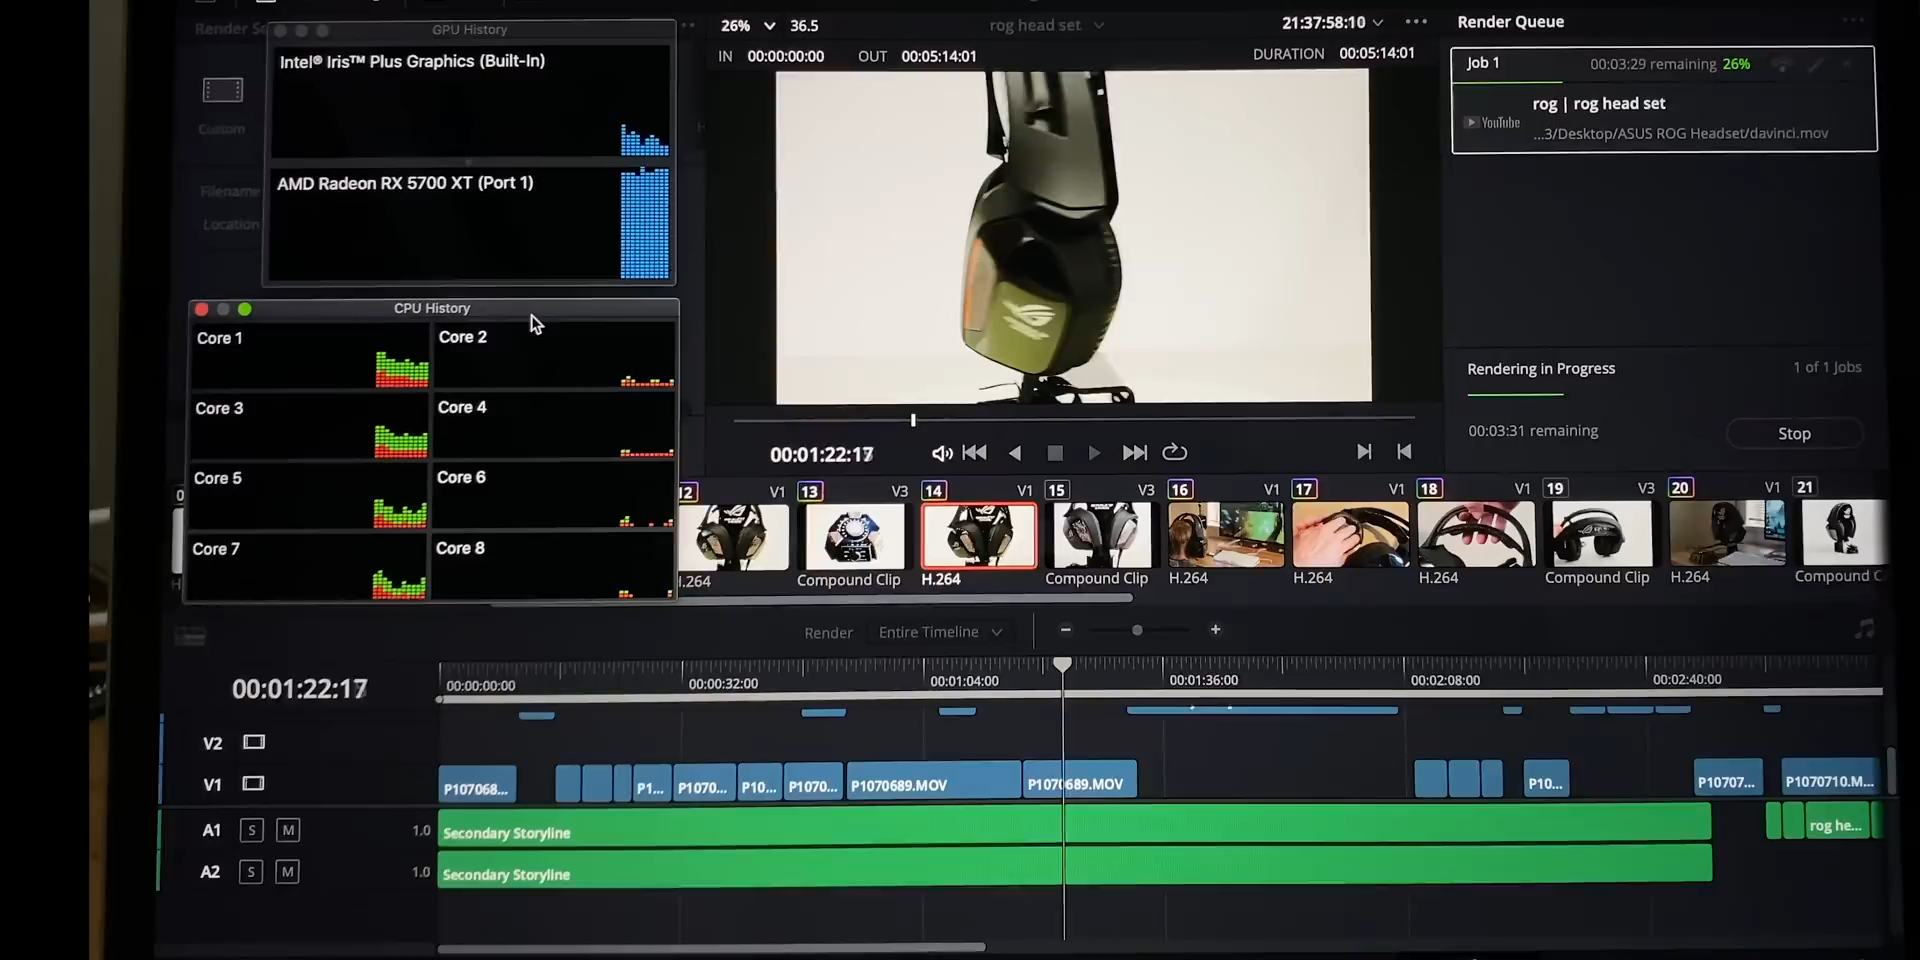 Render Se
GPU History
Intel® Iris™ Plus Graphics (Built-In)
Custom
AMD Radeon RX 5700 XT (Port 1)
Filename
Location
CPU History
Core 1
Core 2
Core 3
Core 4
Core 5
Core 6
Core 7
Core 8
26% 36.5 rog head set 21:37:58:10
IN 00:00:00:00 OUT 00:05:14:01 DURATION 00:05:14:01
00:01:22:17
Render Queue
Job 1 00:03:29 remaining 26%
rog | rog head set
YouTube
...3/Desktop/ASUS ROG Headset/davinci.mov
Rendering in Progress 1 of 1 Jobs
00:03:31 remaining
Stop
12 V1 13 V3 14 V1 15 V3 16 V1 17 V1 18 V1 19 V3 20 V1 21
H.264 Compound Clip H.264 Compound Clip H.264 H.264 H.264 Compound Clip H.264 Compound C
Render Entire Timeline
00:01:22:17
00:00:00:00 00:00:32:00 00:01:04:00 00:01:36:00 00:02:08:00 00:02:40:00
V2
V1 P107068... P1... P1070... P10... P1070... P1070689.MOV P1070689.MOV P10... P10707... P1070710.M...
A1 S M 1.0 Secondary Storyline rog he...
A2 S M 1.0 Secondary Storyline